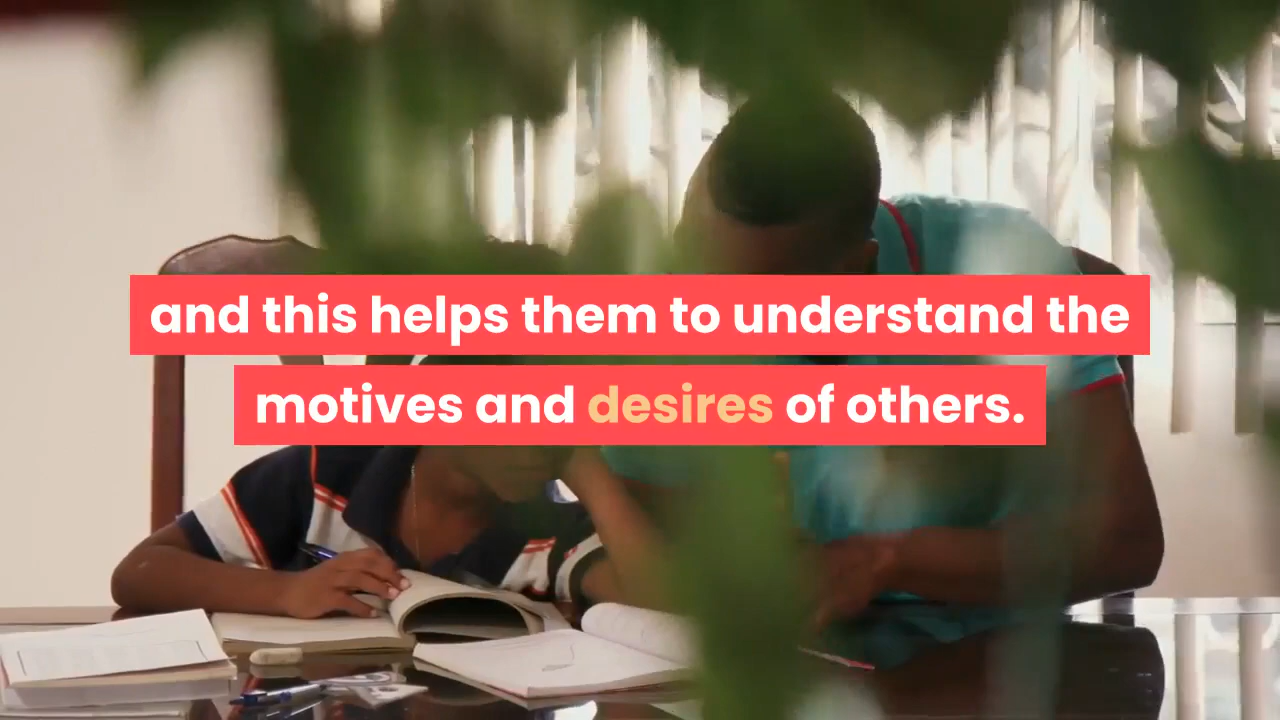 and this helps them to understand the
motives and desires of others.